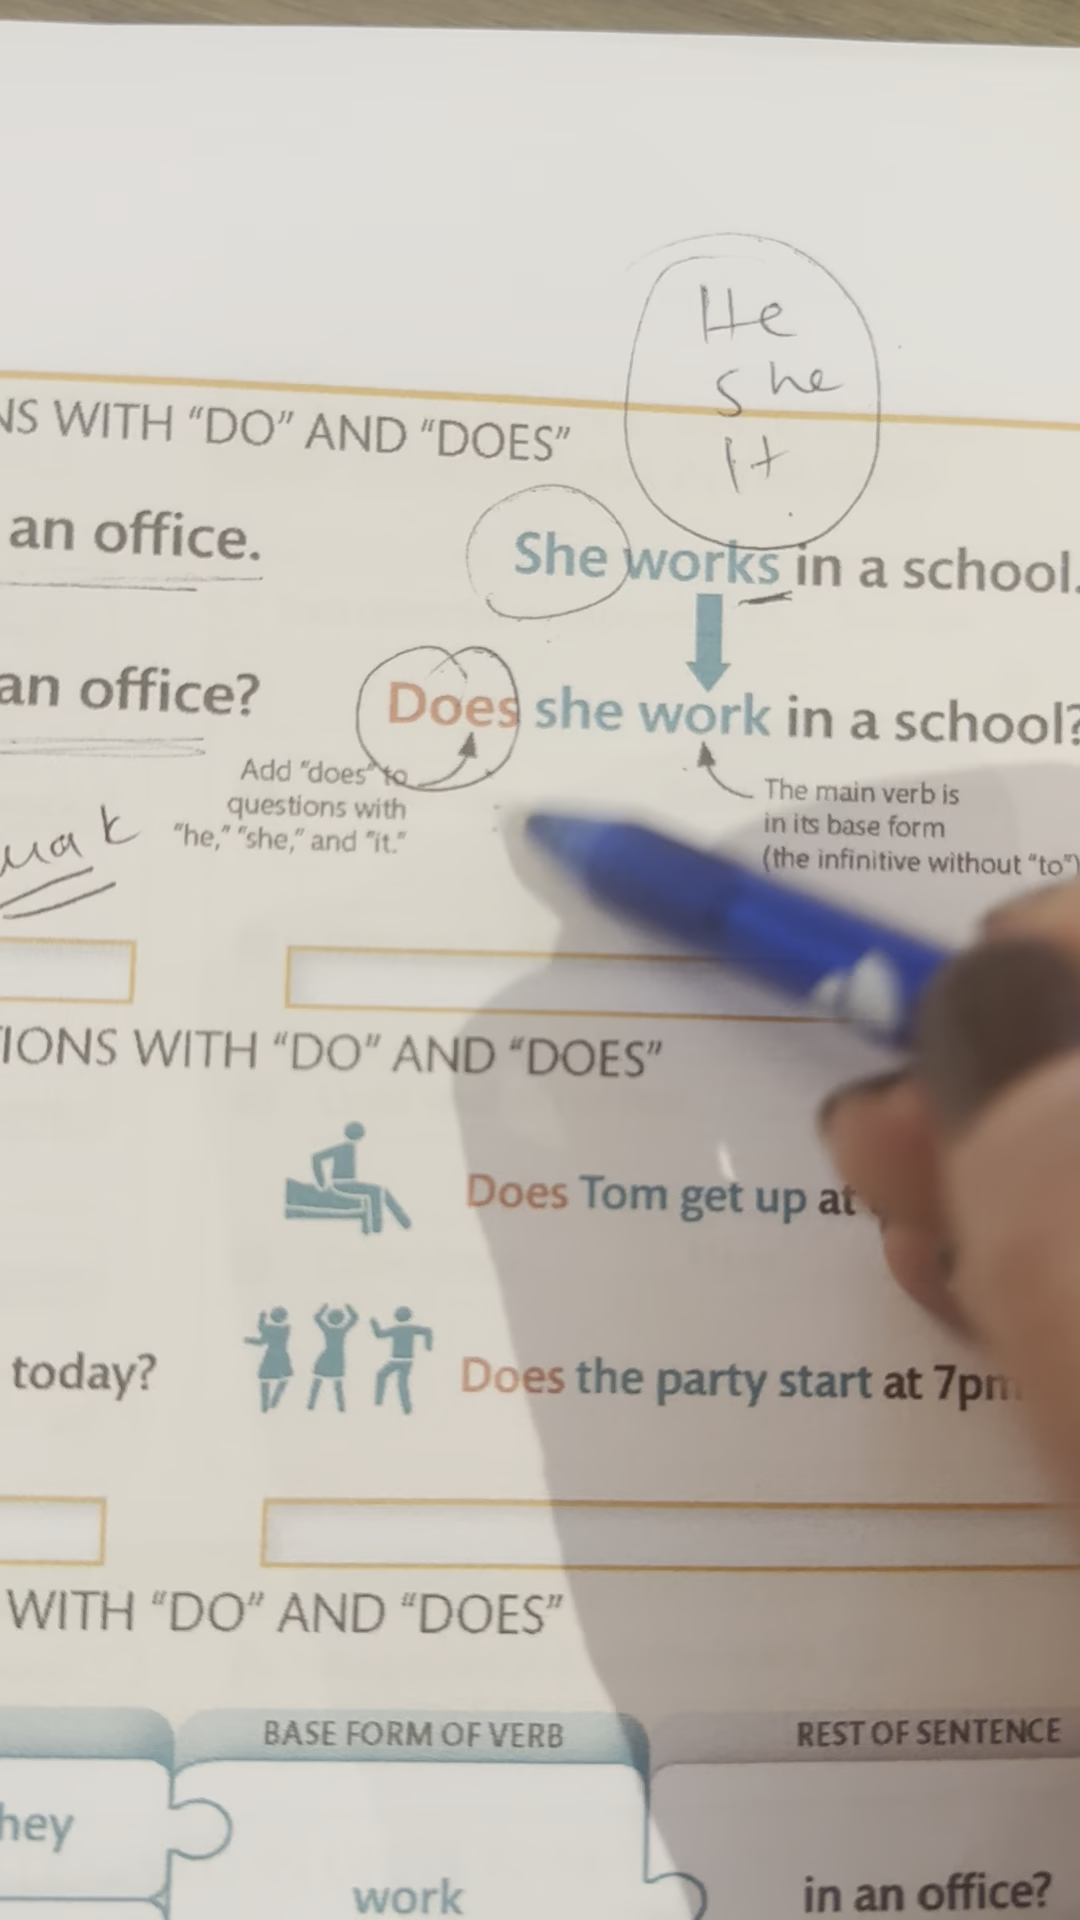 He
she
It
NS WITH “DO” AND “DOES”
an office.
She works in a school.
an office?
Does she work in a school?
Add “does” to
questions with
“he,” “she,” and “it.”
The main verb is
in its base form
(the infinitive without “to”)
IONS WITH “DO” AND “DOES”
Does Tom get up at
today?
Does the party start at 7pm
WITH “DO” AND “DOES”
BASE FORM OF VERB
REST OF SENTENCE
hey
work
in an office?